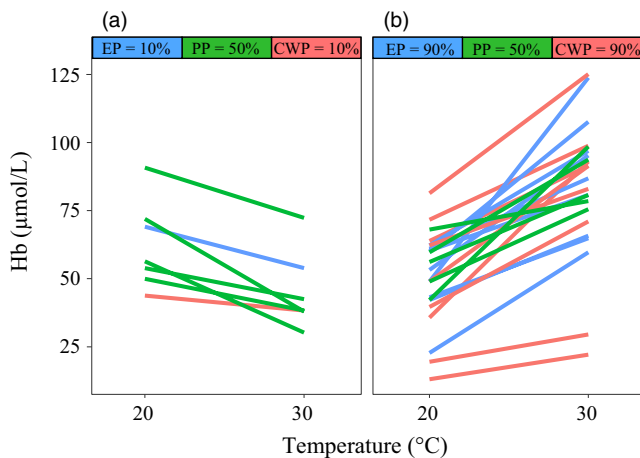 (a) (b)
EP = 10% PP = 50% CWP = 10% EP = 90% PP = 50% CWP = 90%
125
100
75
50
25
Hb (μmol/L)
20 30 20 30
Temperature (°C)